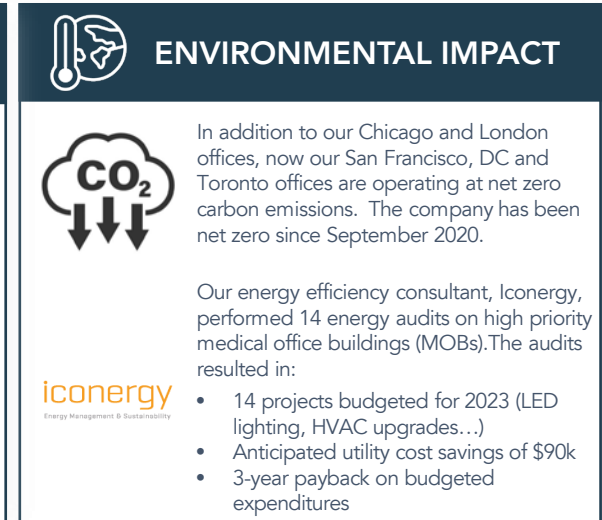 ENVIRONMENTAL IMPACT
CO₂
In addition to our Chicago and London
offices, now our San Francisco, DC and
Toronto offices are operating at net zero
carbon emissions.  The company has been
net zero since September 2020.
Our energy efficiency consultant, Iconergy,
performed 14 energy audits on high priority
medical office buildings (MOBs).The audits
resulted in:
iconergy
Energy Management & Sustainability
• 14 projects budgeted for 2023 (LED
lighting, HVAC upgrades…)
• Anticipated utility cost savings of $90k
• 3-year payback on budgeted
expenditures